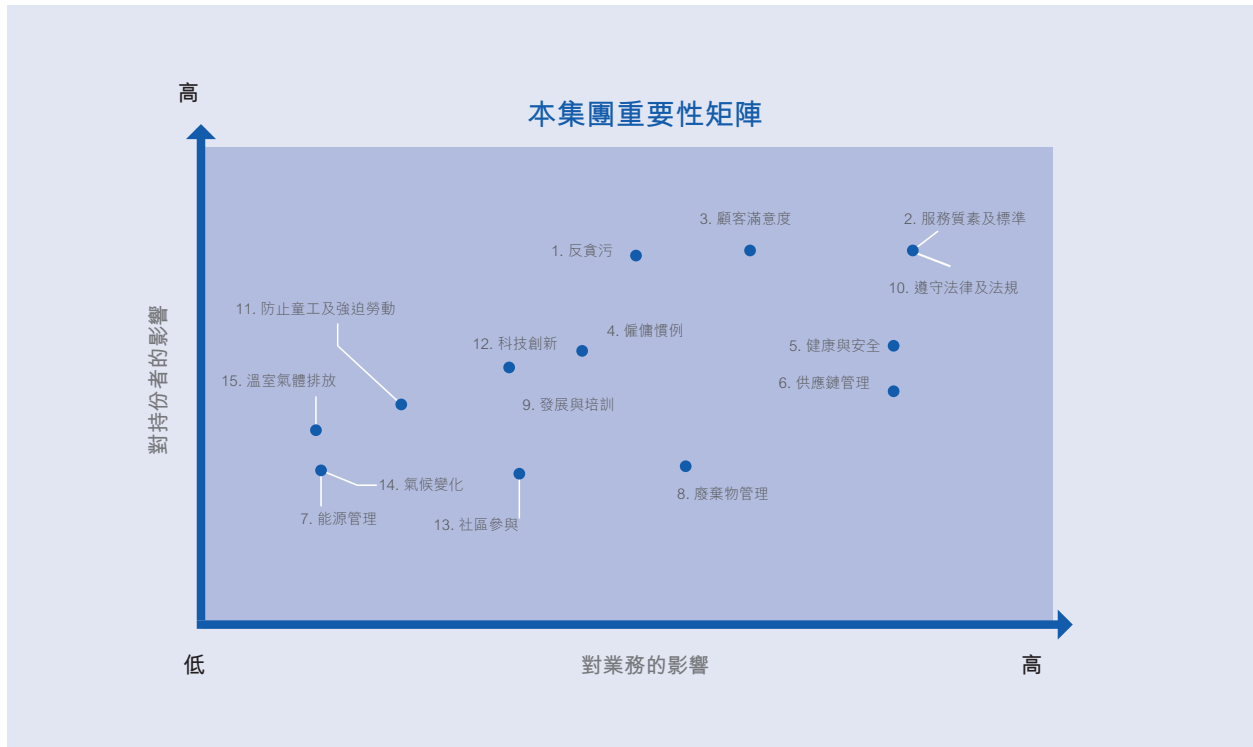 高
本集團重要性矩陣
3. 顧客滿意度
2. 服務質素及標準
1. 反貪污
10. 遵守法律及法規
11. 防止童工及強迫勞動
4. 僱傭慣例
12. 科技創新
5. 健康與安全
15. 溫室氣體排放
6. 供應鏈管理
9. 發展與培訓
14. 氣候變化
8. 廢棄物管理
7. 能源管理
13. 社區參與
對持份者的影響
低
對業務的影響
高